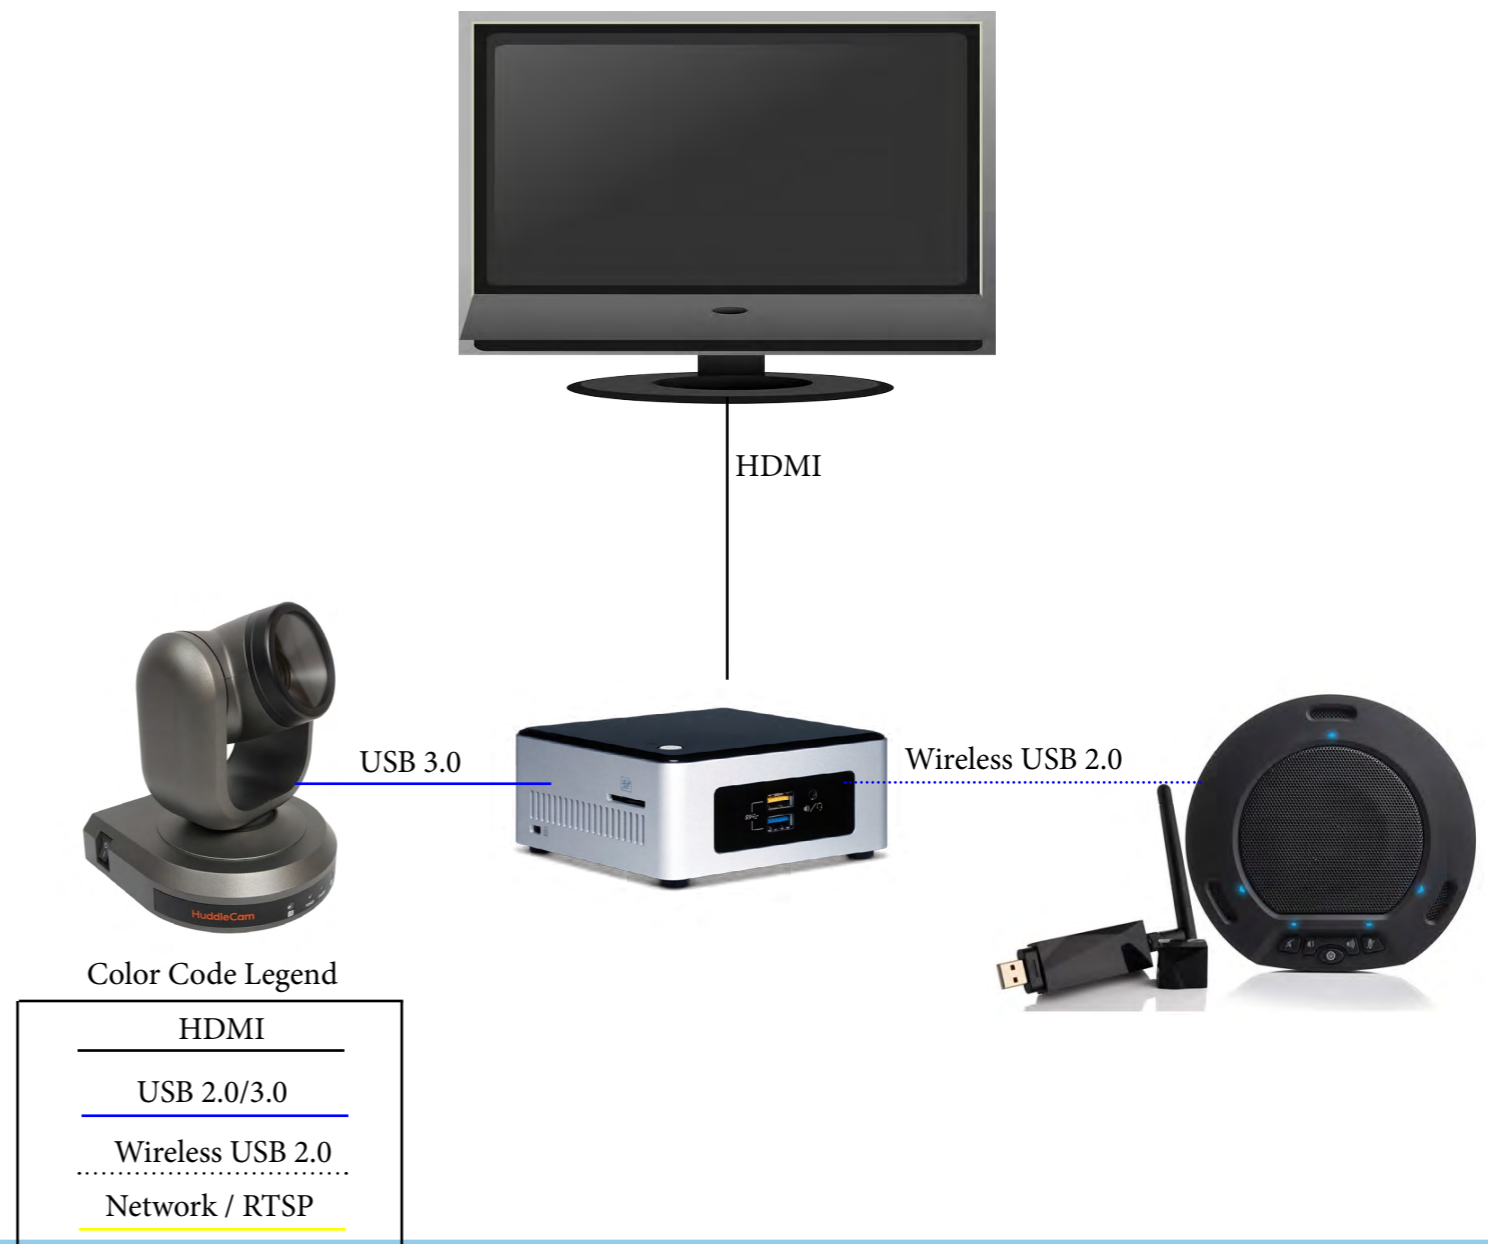 HDMI
USB 3.0
Wireless USB 2.0
HuddleCam
Color Code Legend
HDMI
USB 2.0/3.0
Wireless USB 2.0
Network / RTSP